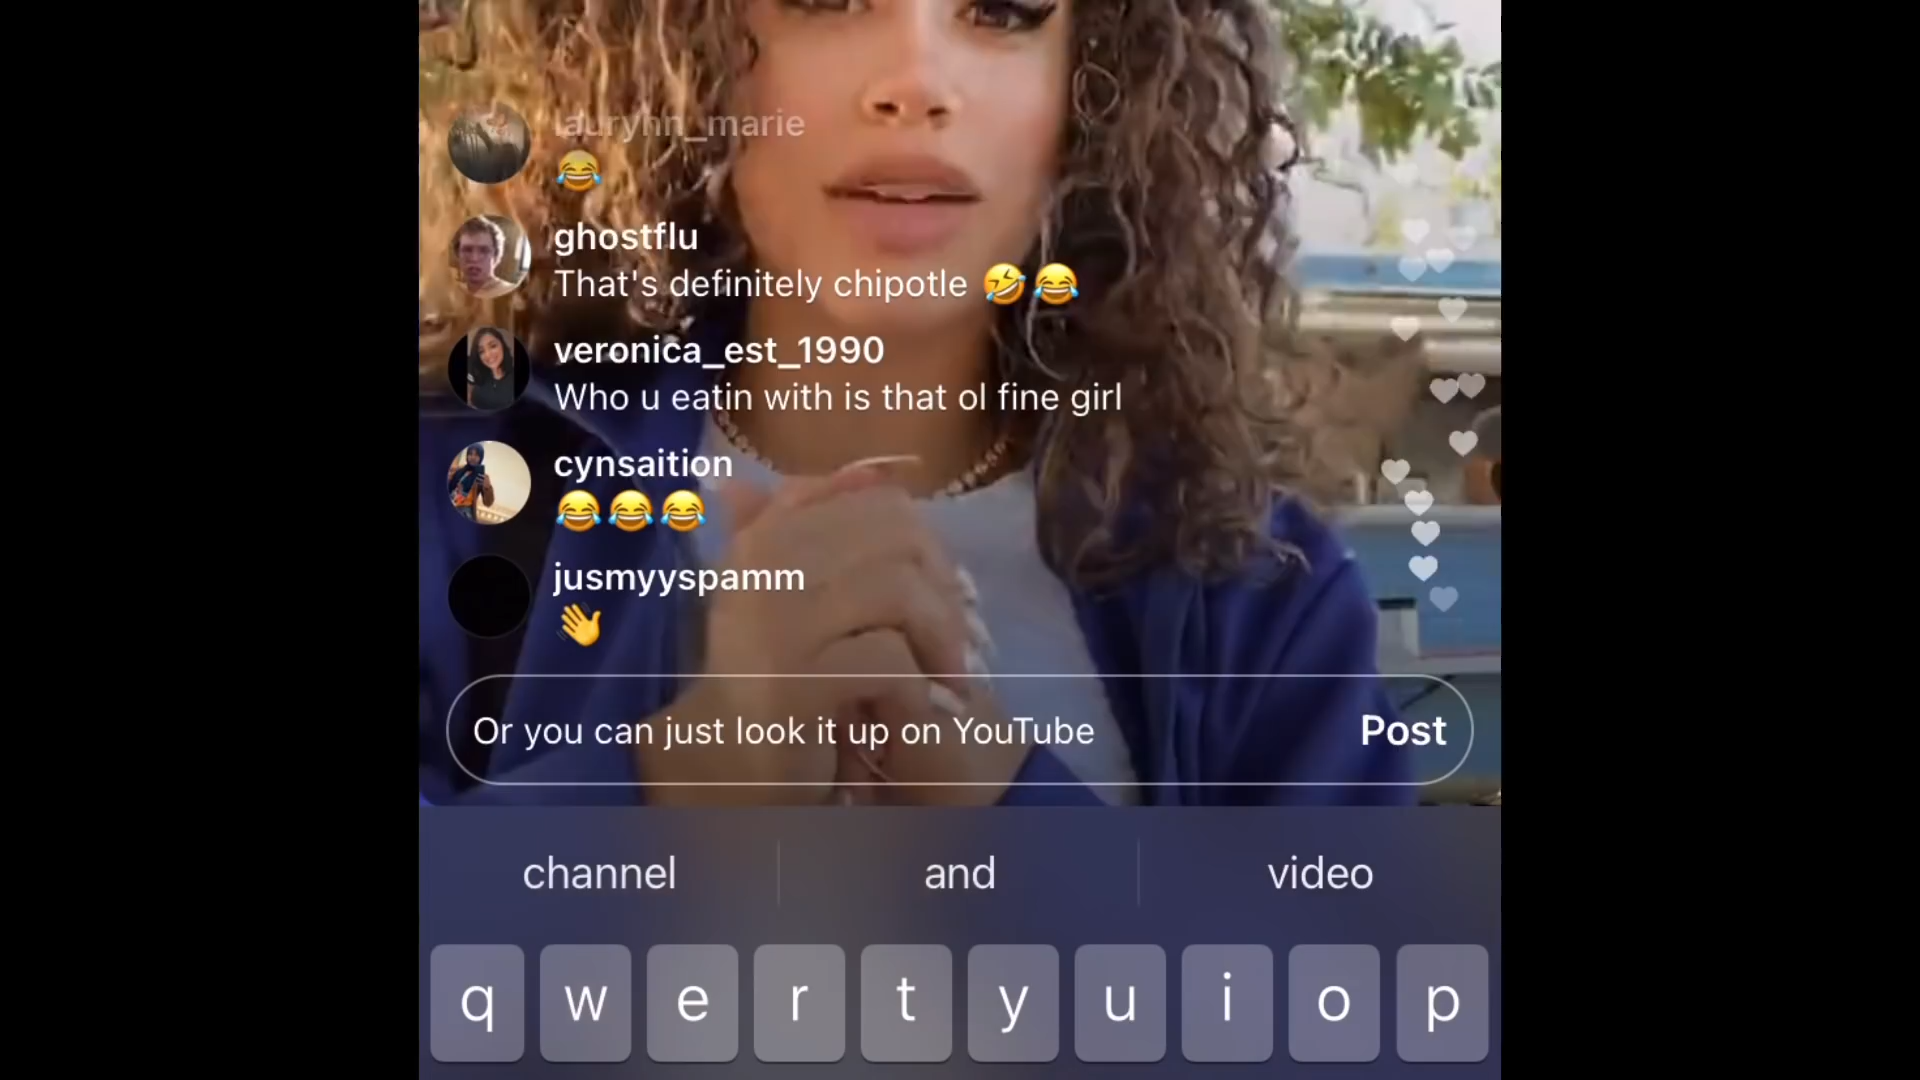 laurynn_marie
😂
ghostflu
That's definitely chipotle 🤣😂
veronica_est_1990
Who u eatin with is that ol fine girl
cynsaition
😂😂😂
jusmyyspamm
👋
Or you can just look it up on YouTube Post
channel and video
q w e r t y u i o p